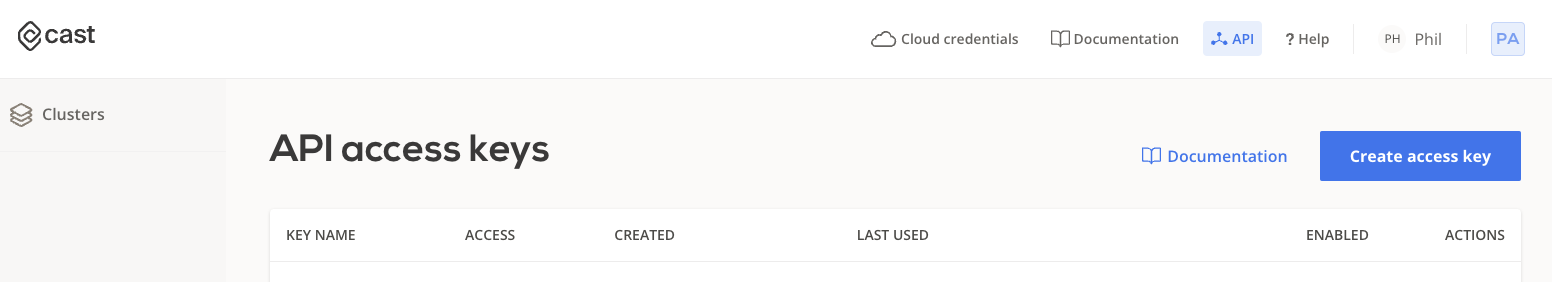 cast
Cloud credentials Documentation API ? Help PH Phil PA
Clusters
API access keys
Documentation Create access key
KEY NAME ACCESS CREATED LAST USED ENABLED ACTIONS